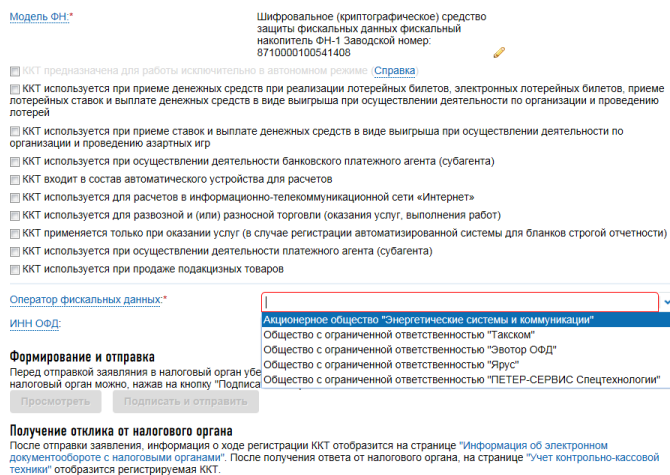 Модель ФН:*
Шифровальное (криптографическое) средство
защиты фискальных данных фискальный
накопитель ФН-1 Заводской номер:
8710000100541408
ККТ предназначена для работы исключительно в автономном режиме (Справка)
ККТ используется при приеме денежных средств при реализации лотерейных билетов, электронных лотерейных билетов, приеме
лотерейных ставок и выплате денежных средств в виде выигрыша при осуществлении деятельности по организации и проведению
лотерей
ККТ используется при приеме ставок и выплате денежных средств в виде выигрыша при осуществлении деятельности по
организации и проведению азартных игр
ККТ используется при осуществлении деятельности банковского платежного агента (субагента)
ККТ входит в состав автоматического устройства для расчетов
ККТ используется для расчетов в информационно-телекоммуникационной сети «Интернет»
ККТ используется для развозной и (или) разносной торговли (оказания услуг, выполнения работ)
ККТ применяется только при оказании услуг (в случае регистрации автоматизированной системы для бланков строгой отчетности)
ККТ используется при осуществлении деятельности платежного агента (субагента)
ККТ используется при продаже подакцизных товаров
Оператор фискальных данных:*
Акционерное общество "Энергетические системы и коммуникации"
Общество с ограниченной ответственностью "Такском"
Общество с ограниченной ответственностью "Эвотор ОФД"
Общество с ограниченной ответственностью "Ярус"
Общество с ограниченной ответственностью "ПЕТЕР-СЕРВИС Спецтехнологии"
ИНН ОФД:
Формирование и отправка
Перед отправкой заявления в налоговый орган убе
налоговый орган можно, нажав на кнопку "Подписа
Просмотреть
Подписать и отправить
Получение отклика от налогового органа
После отправки заявления, информация о ходе регистрации ККТ отобразится на странице "Информация об электронном
документообороте с налоговыми органами". После получения ответа от налогового органа, на странице "Учет контрольно-кассовой
техники" отобразится регистрируемая ККТ.